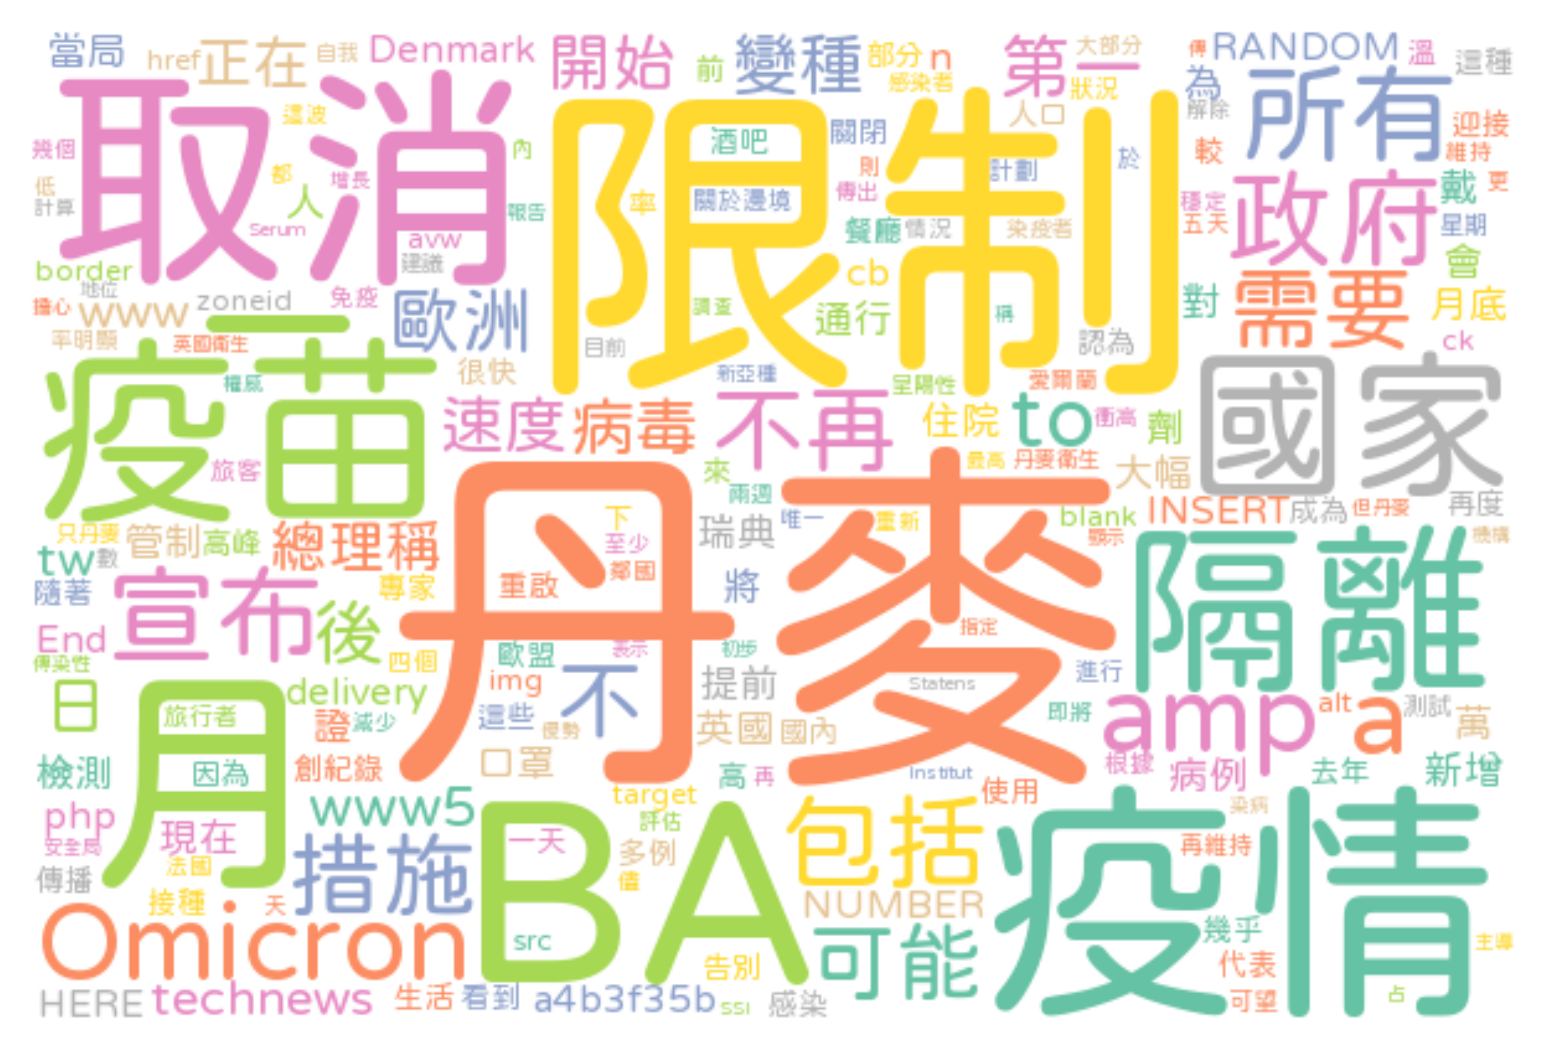 當局 href 正在 自我 Denmark 開始 前 變種 部分 n 感染者 第一 大部分 狀況 傳 RANDOM 溫 這種
取消 限制 為 解除 所有 迎接 維持
這波 人口
幾個 都 增長 內 酒吧 關閉 則 計劃 於 較
低 計算 人 報告 率 關於邊境 傳出 政府 戴 更
Serum avw 建議 餐廳 情況 染疫者 穩定 五天 星期
border 地位 cb 會
擔心 www zoneid 免疫 歐洲 調查 通行 稱 對 需要 月底
率明顯 英國衛生 目前 認為 ck
疫苗 權威 很快 新亞種 呈陽性 愛爾蘭 國家
速度 病毒 不再 住院 to 衝高 劑
旅客 來 最高 丹麥衛生 大幅
丹麥 兩週 INSERT 成為 但丹麥 再度
只丹麥 管制 高峰 總理稱 下 瑞典 唯一 重新 blank 顯示 隔離 機構
tw 數 至少
隨著 宣布 後 專家 重啟 鄰國 將
End 四個 歐盟 表示 初步 指定
傳染性 img 不 提前 進行
日 月 旅行者 delivery Statens
證 減少 這些 優勢 英國 國內 即將 amp alt a 測試 萬
檢測 因為 創紀錄 口罩 高 再 Institut 根據 病例 去年 新增
php www5 target 使用 染病
安全局 現在 一天 評估 包括 疫情 再維持
傳播 法國 措施 BA 多例 僅
接種 天 NUMBER
Omicron src 可能 幾乎 主導
告別 代表
HERE technews 生活 看到 a4b3f35b ssi 感染 可望 占